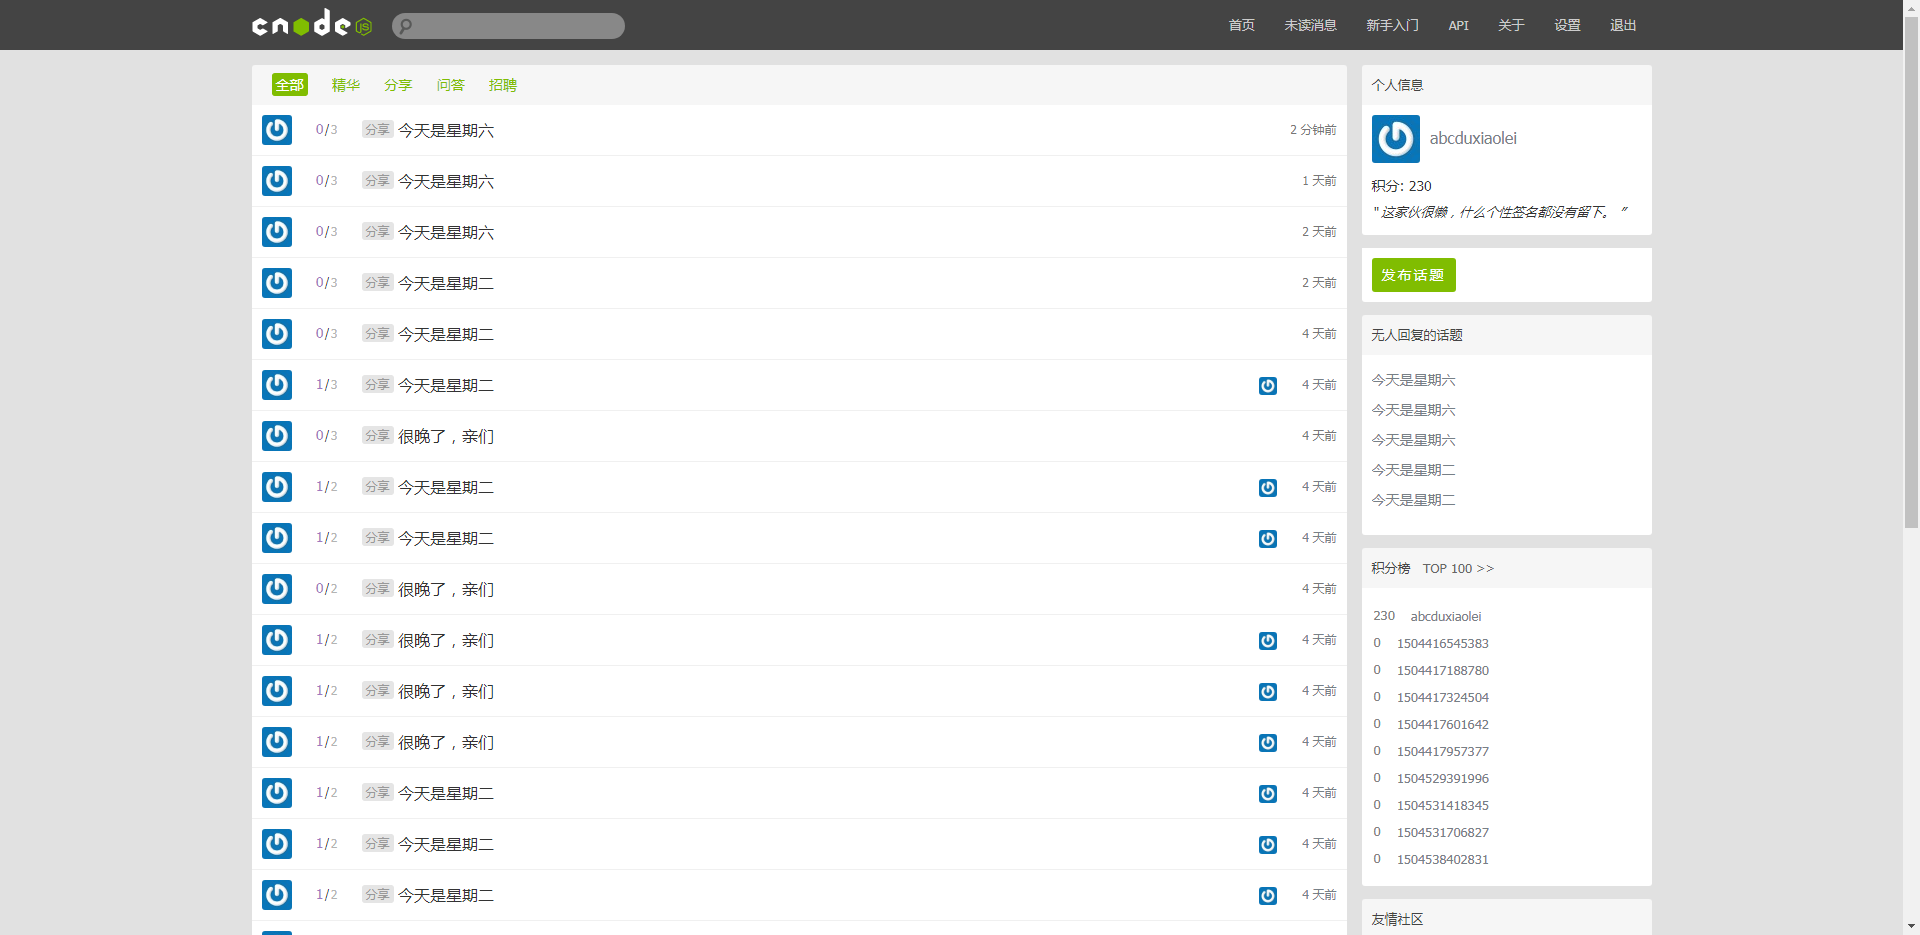 cnode JS 首页 未读消息 新手入门 API 关于 设置 退出
全部 精华 分享 问答 招聘
0/3 分享 今天是星期六 2 分钟前
0/3 分享 今天是星期六 1 天前
0/3 分享 今天是星期六 2 天前
0/3 分享 今天是星期二 2 天前
0/3 分享 今天是星期二 4 天前
1/3 分享 今天是星期二 4 天前
0/3 分享 很晚了，亲们 4 天前
1/2 分享 今天是星期二 4 天前
1/2 分享 今天是星期二 4 天前
0/2 分享 很晚了，亲们 4 天前
1/2 分享 很晚了，亲们 4 天前
1/2 分享 很晚了，亲们 4 天前
1/2 分享 很晚了，亲们 4 天前
1/2 分享 今天是星期二 4 天前
1/2 分享 今天是星期二 4 天前
1/2 分享 今天是星期二 4 天前
个人信息
abcduxiaolei
积分: 230
" 这家伙很懒，什么个性签名都没有留下。 "
发布话题
无人回复的话题
今天是星期六
今天是星期六
今天是星期六
今天是星期二
今天是星期二
积分榜 TOP 100 >>
230 abcduxiaolei
0 1504416545383
0 1504417188780
0 1504417324504
0 1504417601642
0 1504417957377
0 1504529391996
0 1504531418345
0 1504531706827
0 1504538402831
友情社区